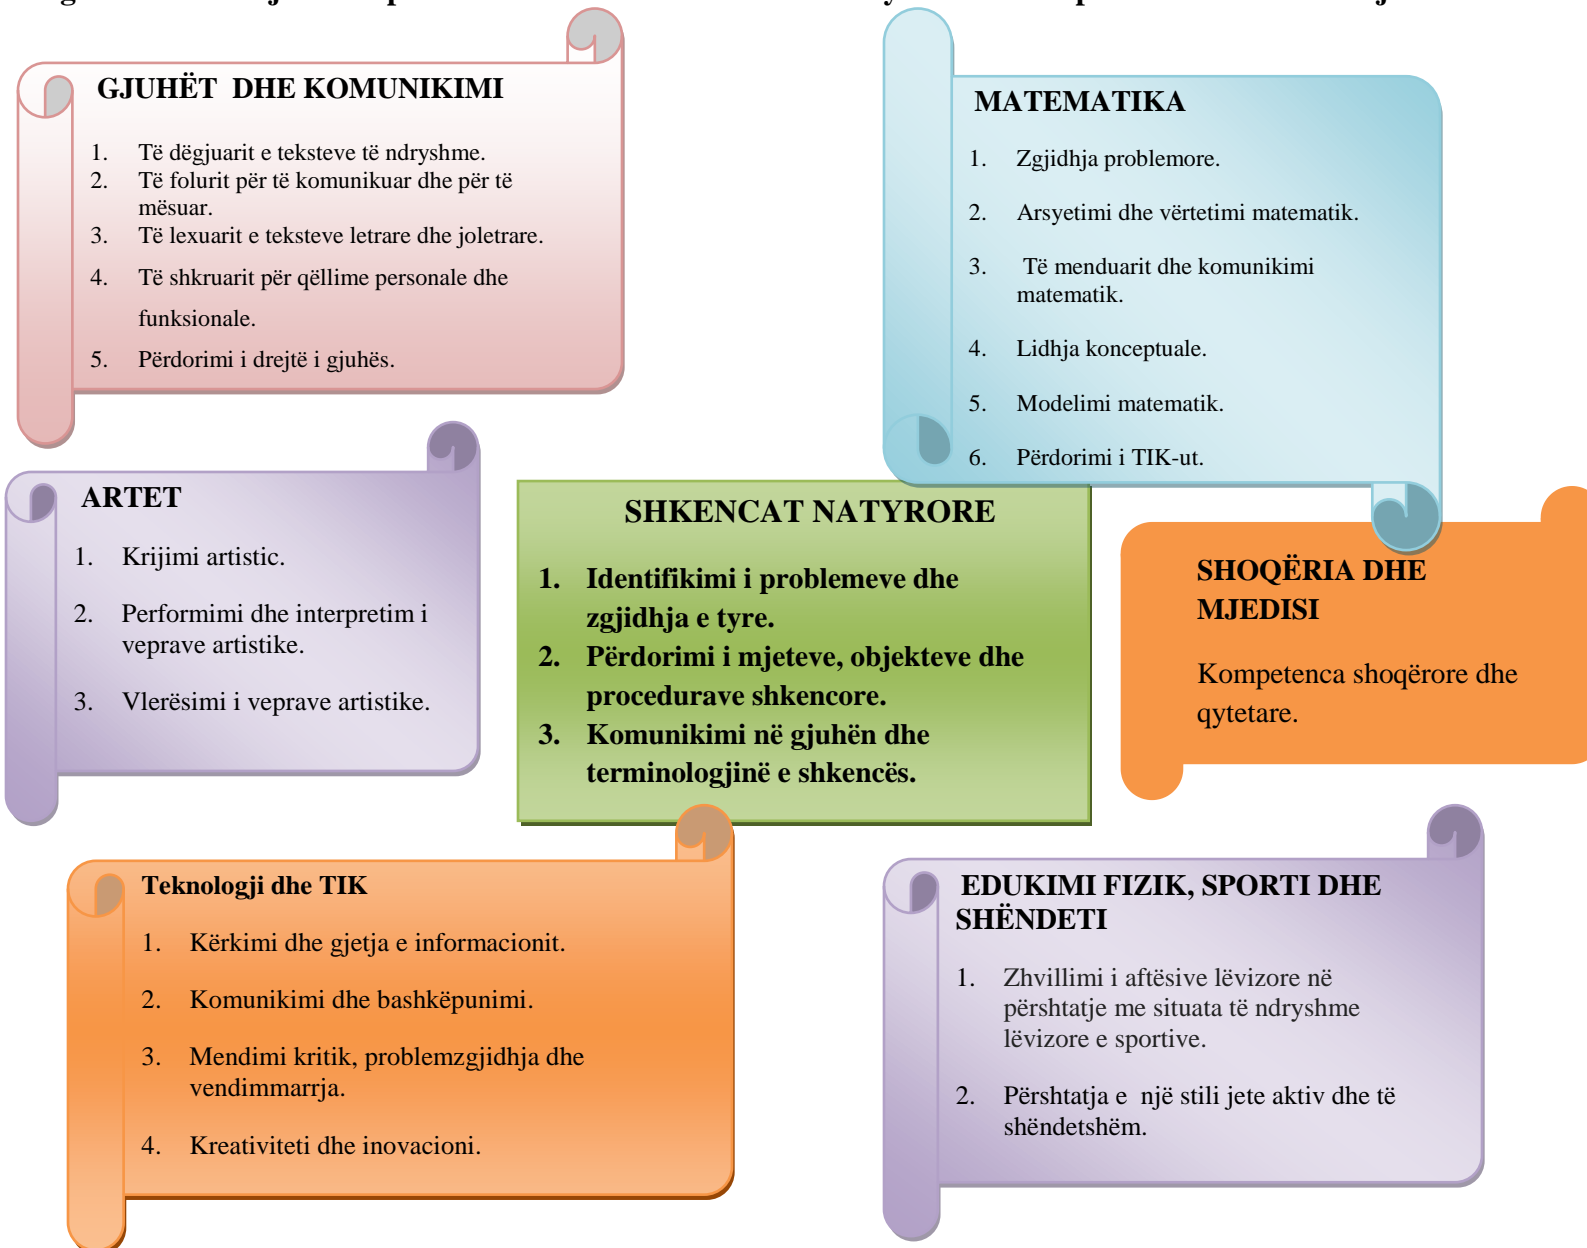 GJUHËT DHE KOMUNIKIMI
1. Të dëgjuarit e teksteve të ndryshme.
2. Të folurit për të komunikuar dhe për të
mësuar.
3. Të lexuarit e teksteve letrare dhe joletrare.
4. Të shkruarit për qëllime personale dhe
funksionale.
5. Përdorimi i drejtë i gjuhës.
MATEMATIKA
1. Zgjidhja problemore.
2. Arsyetimi dhe vërtetimi matematik.
3. Të menduarit dhe komunikimi
matematik.
4. Lidhja konceptuale.
5. Modelimi matematik.
6. Përdorimi i TIK-ut.
ARTET
1. Krijimi artistic.
2. Performimi dhe interpretim i
veprave artistike.
3. Vlerësimi i veprave artistike.
SHKENCAT NATYRORE
1. Identifikimi i problemeve dhe
zgjidhja e tyre.
2. Përdorimi i mjeteve, objekteve dhe
procedurave shkencore.
3. Komunikimi në gjuhën dhe
terminologjinë e shkencës.
SHOQËRIA DHE
MJEDISI
Kompetenca shoqërore dhe
qytetare.
Teknologji dhe TIK
1. Kërkimi dhe gjetja e informacionit.
2. Komunikimi dhe bashkëpunimi.
3. Mendimi kritik, problemzgjidhja dhe
vendimmarrja.
4. Kreativiteti dhe inovacioni.
EDUKIMI FIZIK, SPORTI DHE
SHËNDETI
1. Zhvillimi i aftësive lëvizore në
përshtatje me situata të ndryshme
lëvizore e sportive.
2. Përshtatja e një stili jete aktiv dhe të
shëndetshëm.